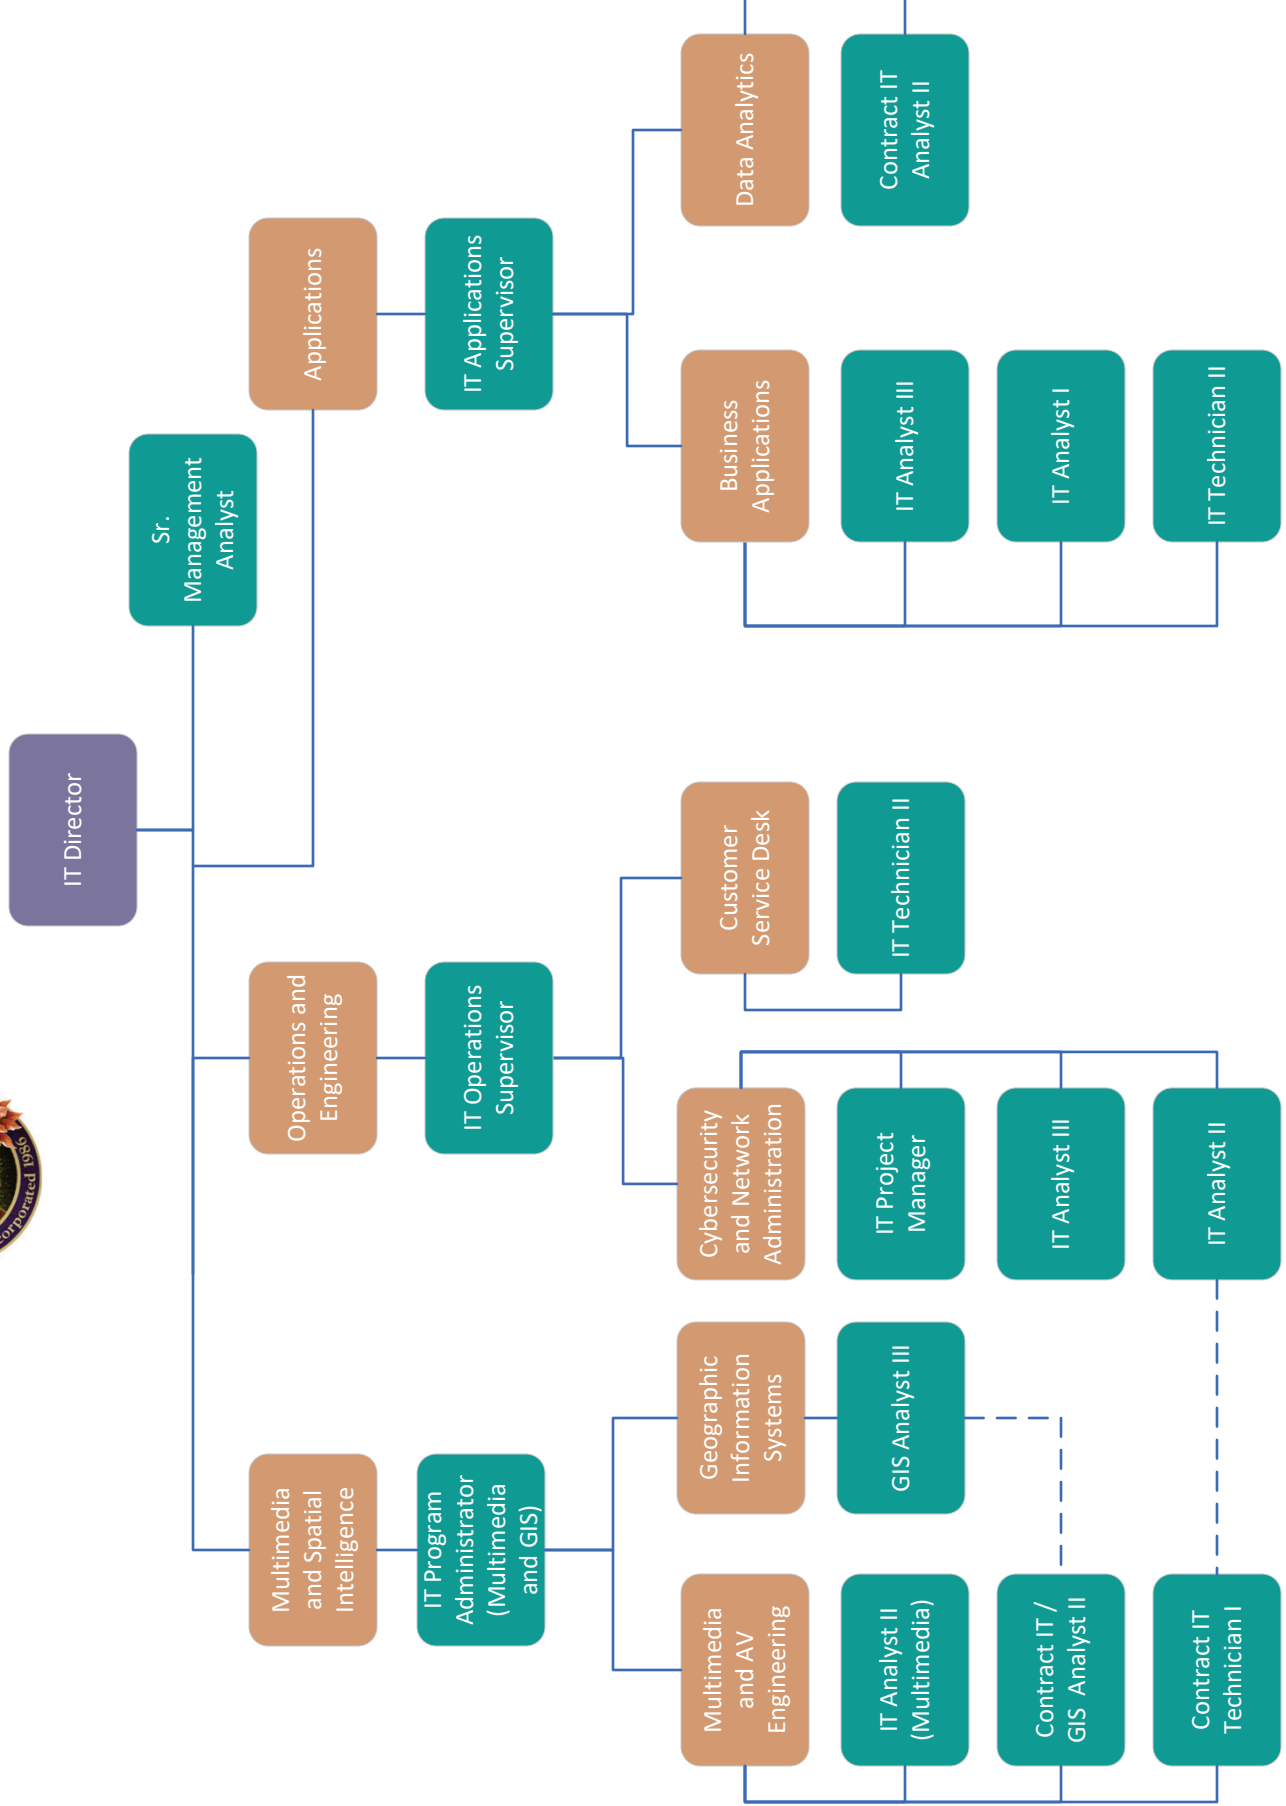 IT Director
Sr.
Management
Analyst
Multimedia
and Spatial
Intelligence
Operations and
Engineering
Applications
IT Program
Administrator
(Multimedia
and GIS)
IT Operations
Supervisor
IT Applications
Supervisor
Multimedia
and AV
Engineering
Geographic
Information
Systems
Cybersecurity
and Network
Administration
Customer
Service Desk
Business
Applications
Data Analytics
IT Analyst II
(Multimedia)
GIS Analyst III
IT Project
Manager
IT Technician II
IT Analyst III
Contract IT
Analyst II
Contract IT /
GIS Analyst II
IT Analyst III
IT Analyst I
Contract IT
Technician I
IT Analyst II
IT Technician II
1986